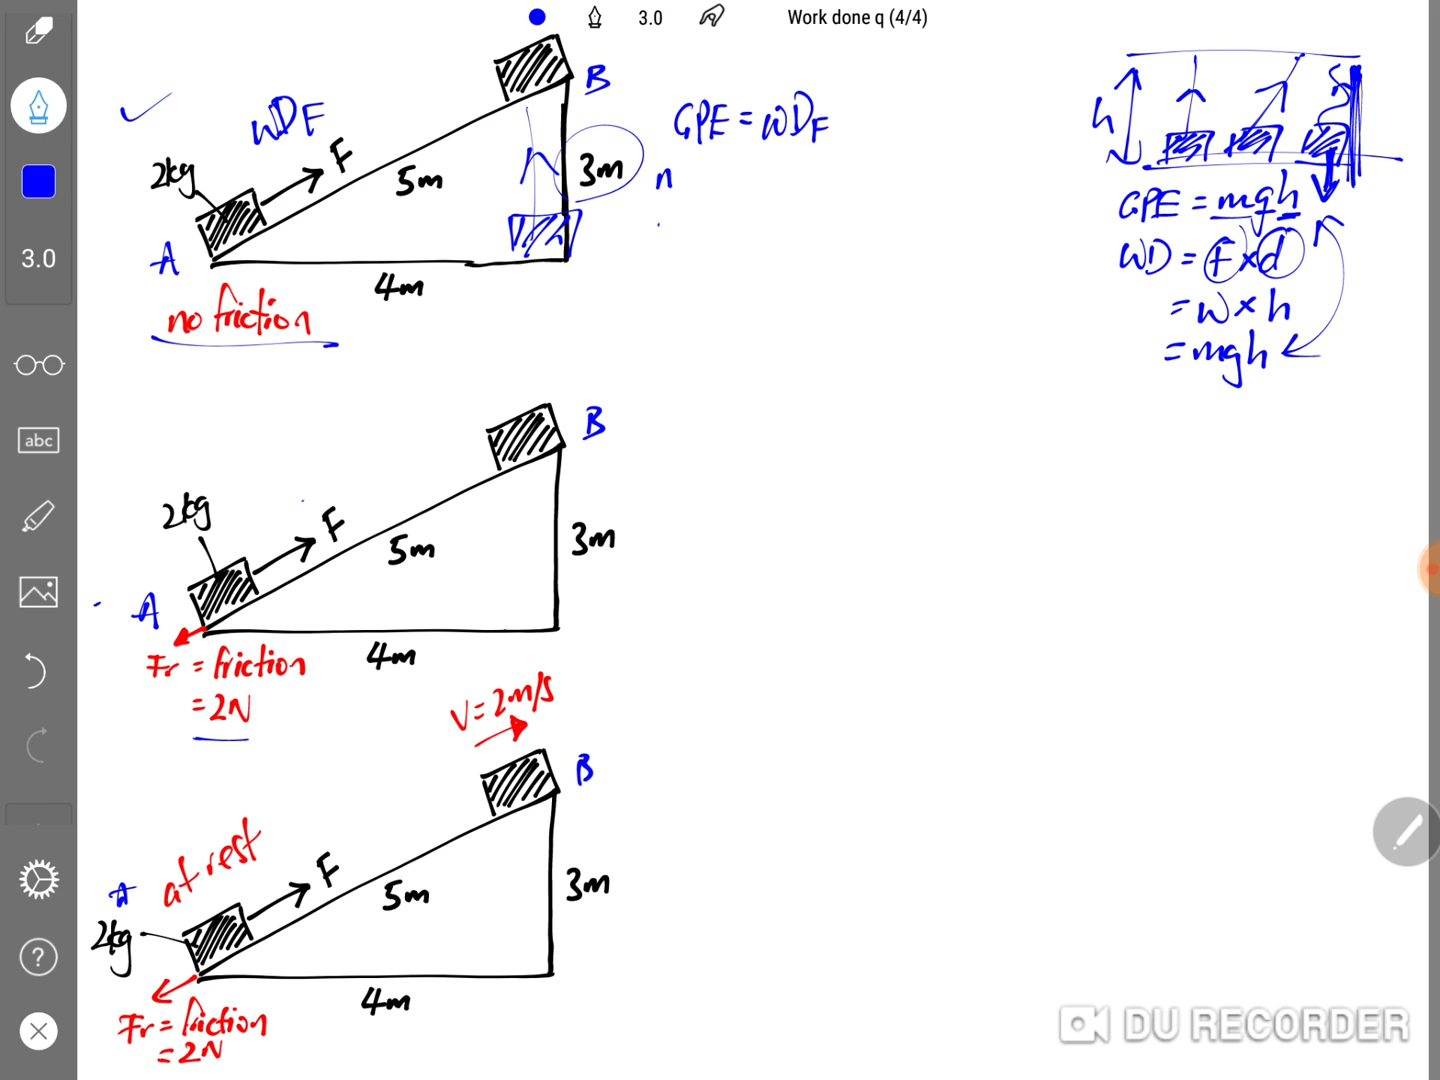 3.0
Work done q (4/4)
3.0
abc
?
WDF
2kg
F
5m
3m
4m
A
B
no friction
GPE = WDF
n
h
GPE = mgh
WD = F × d
= W × h
= mgh
2kg
F
5m
3m
4m
A
B
Fr = friction
= 2N
V = 2m/s
at rest
A
B
2kg
F
5m
3m
4m
Fr = friction
= 2N
DU RECORDER